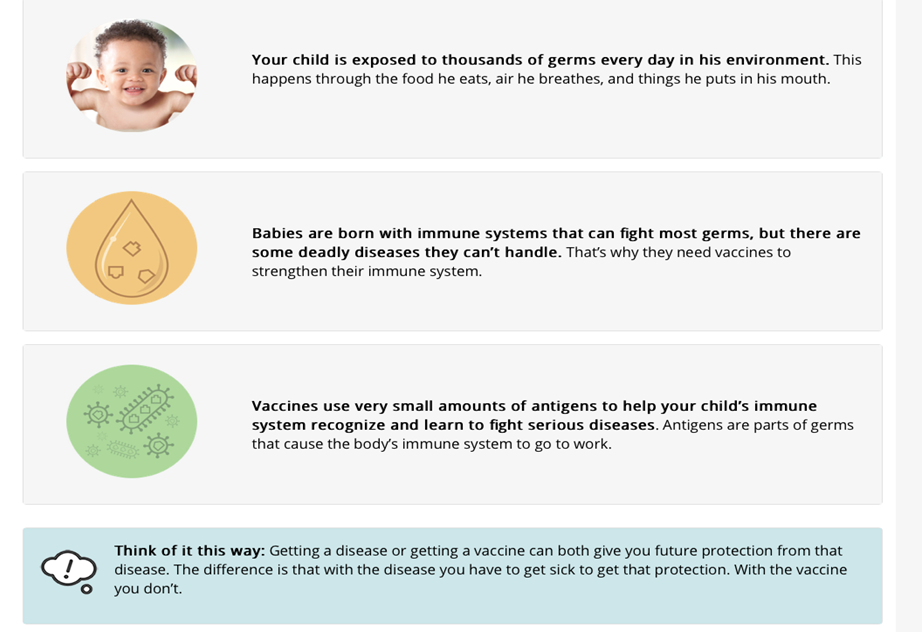 Your child is exposed to thousands of germs every day in his environment. This
happens through the food he eats, air he breathes, and things he puts in his mouth.
Babies are born with immune systems that can fight most germs, but there are
some deadly diseases they can’t handle. That’s why they need vaccines to
strengthen their immune system.
Vaccines use very small amounts of antigens to help your child’s immune
system recognize and learn to fight serious diseases. Antigens are parts of germs
that cause the body’s immune system to go to work.
Think of it this way: Getting a disease or getting a vaccine can both give you future protection from that
disease. The difference is that with the disease you have to get sick to get that protection. With the vaccine
you don’t.